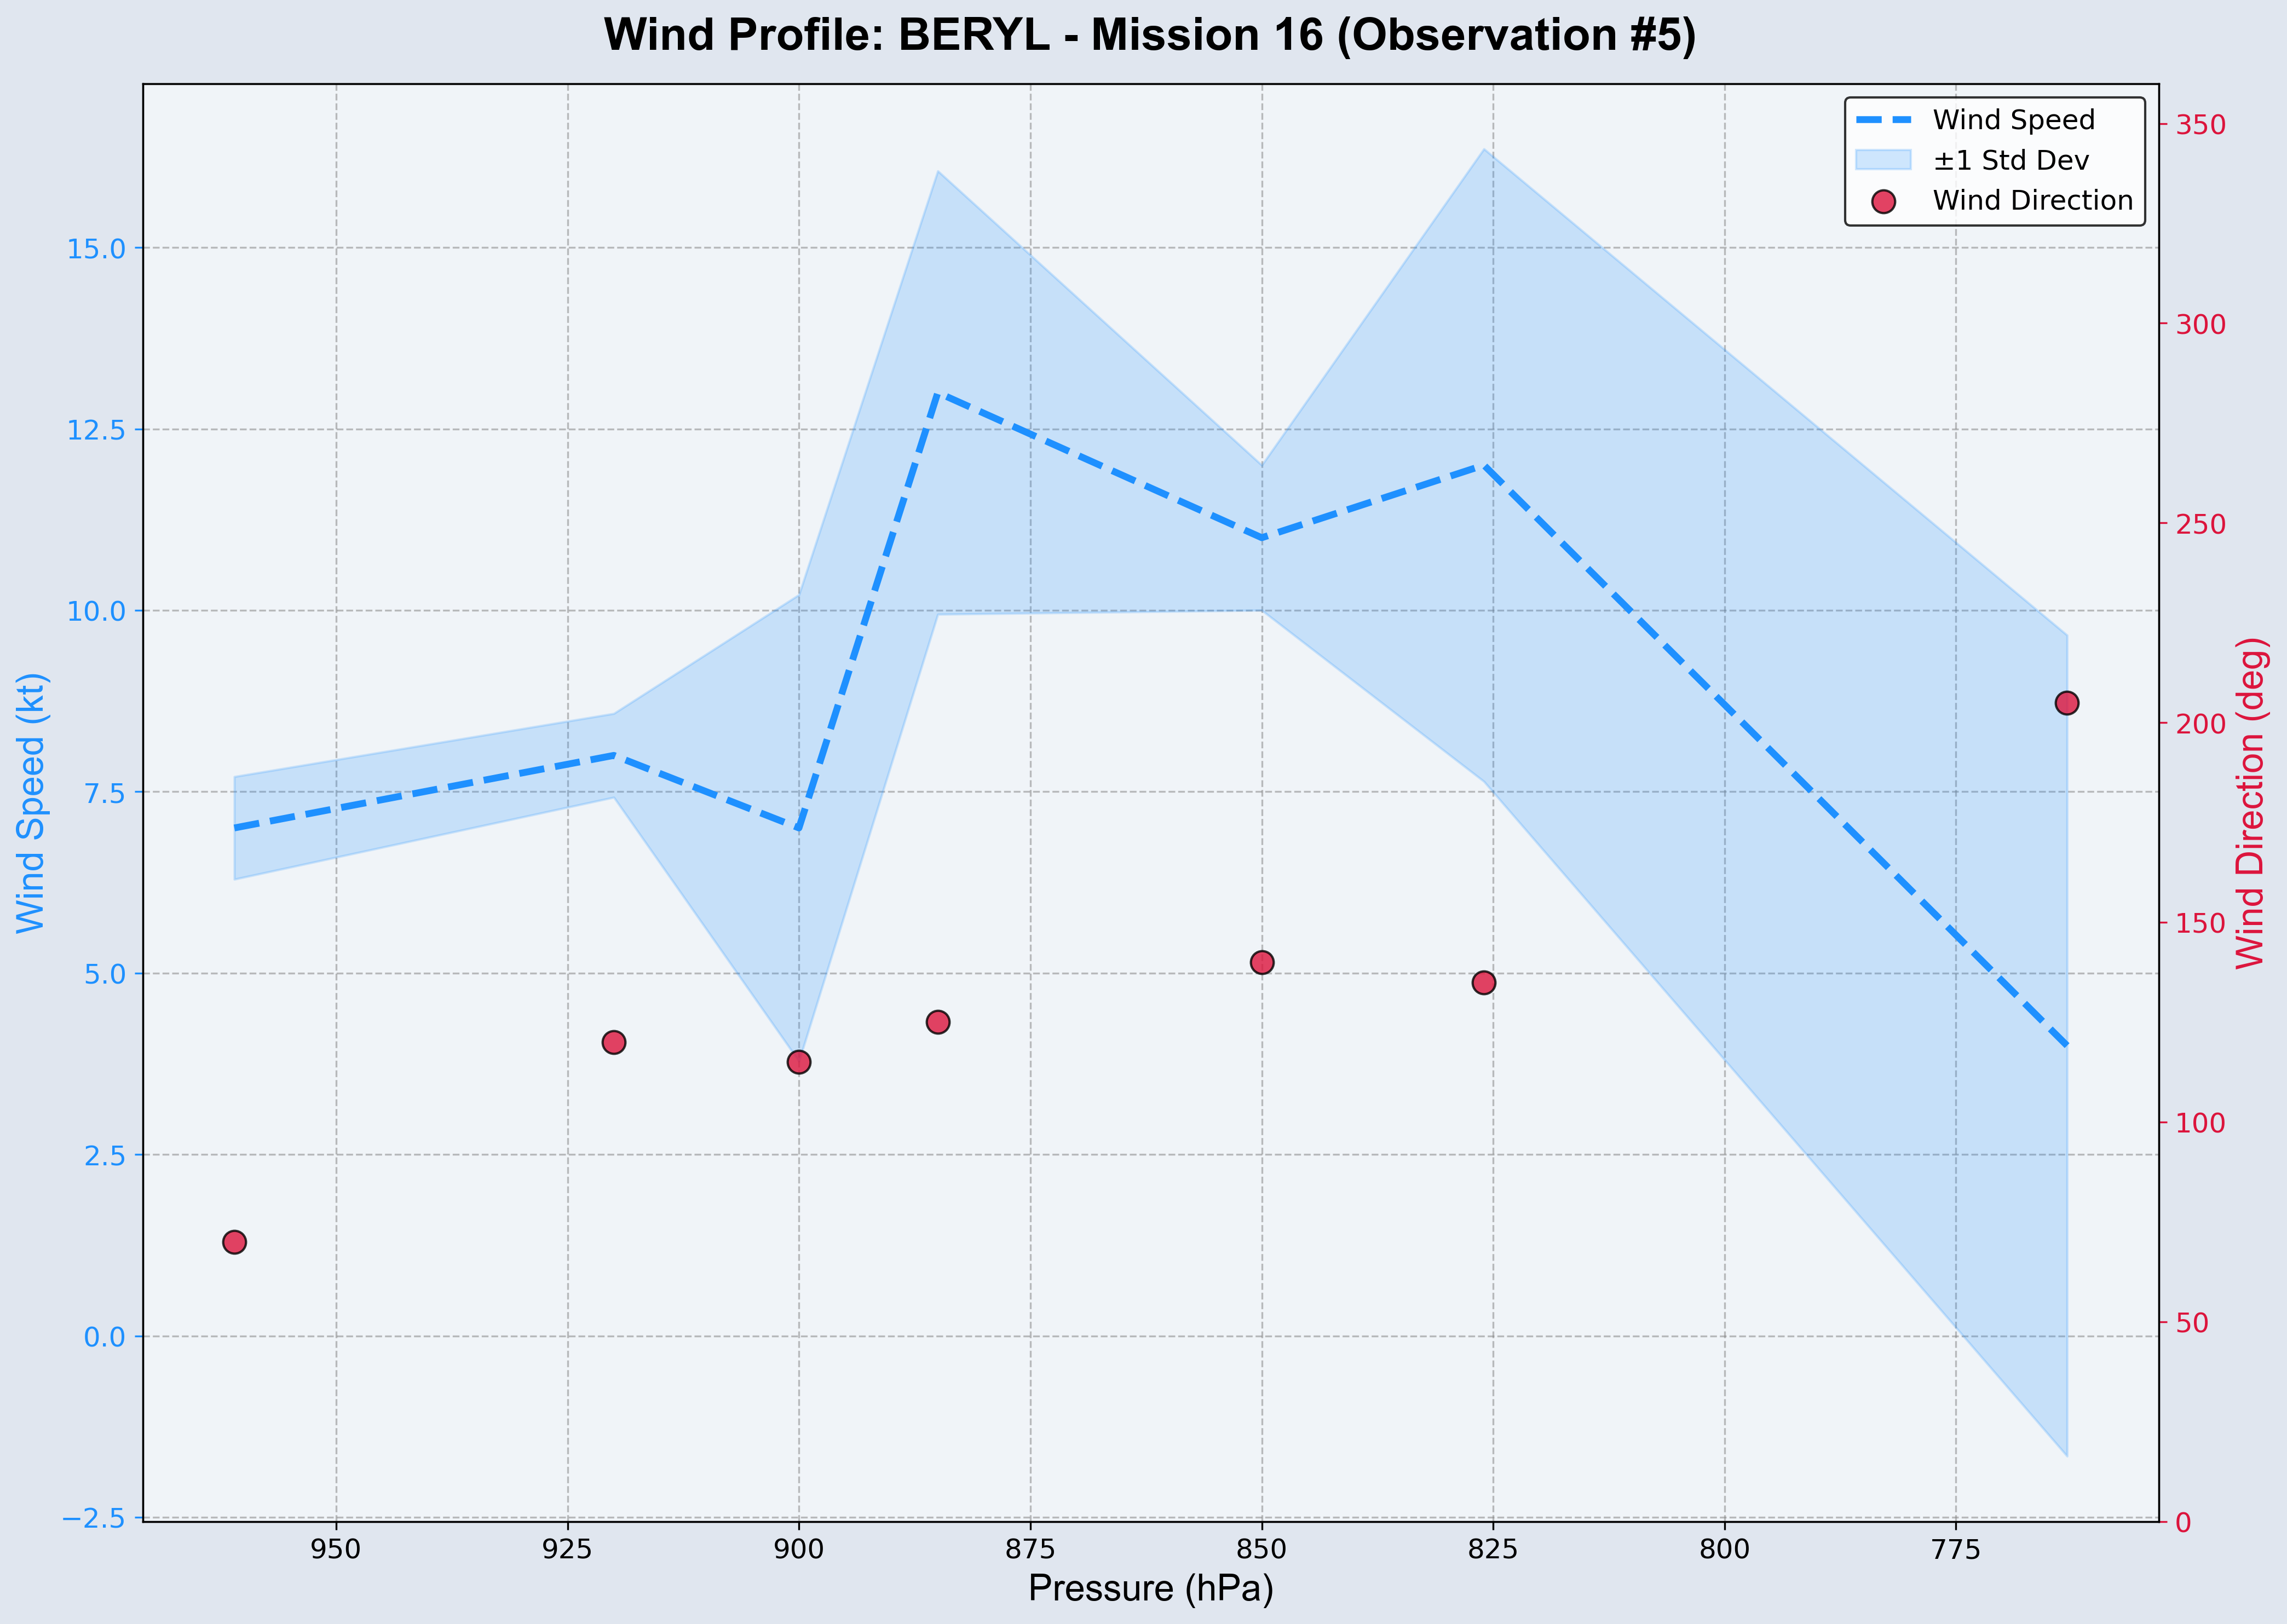 Wind Profile: BERYL - Mission 16 (Observation #5)
Wind Speed
±1 Std Dev
Wind Direction
Wind Speed (kt)
15.0
12.5
10.0
7.5
5.0
2.5
0.0
−2.5
350
300
250
200
150
100
50
0
Wind Direction (deg)
950 925 900 875 850 825 800 775
Pressure (hPa)